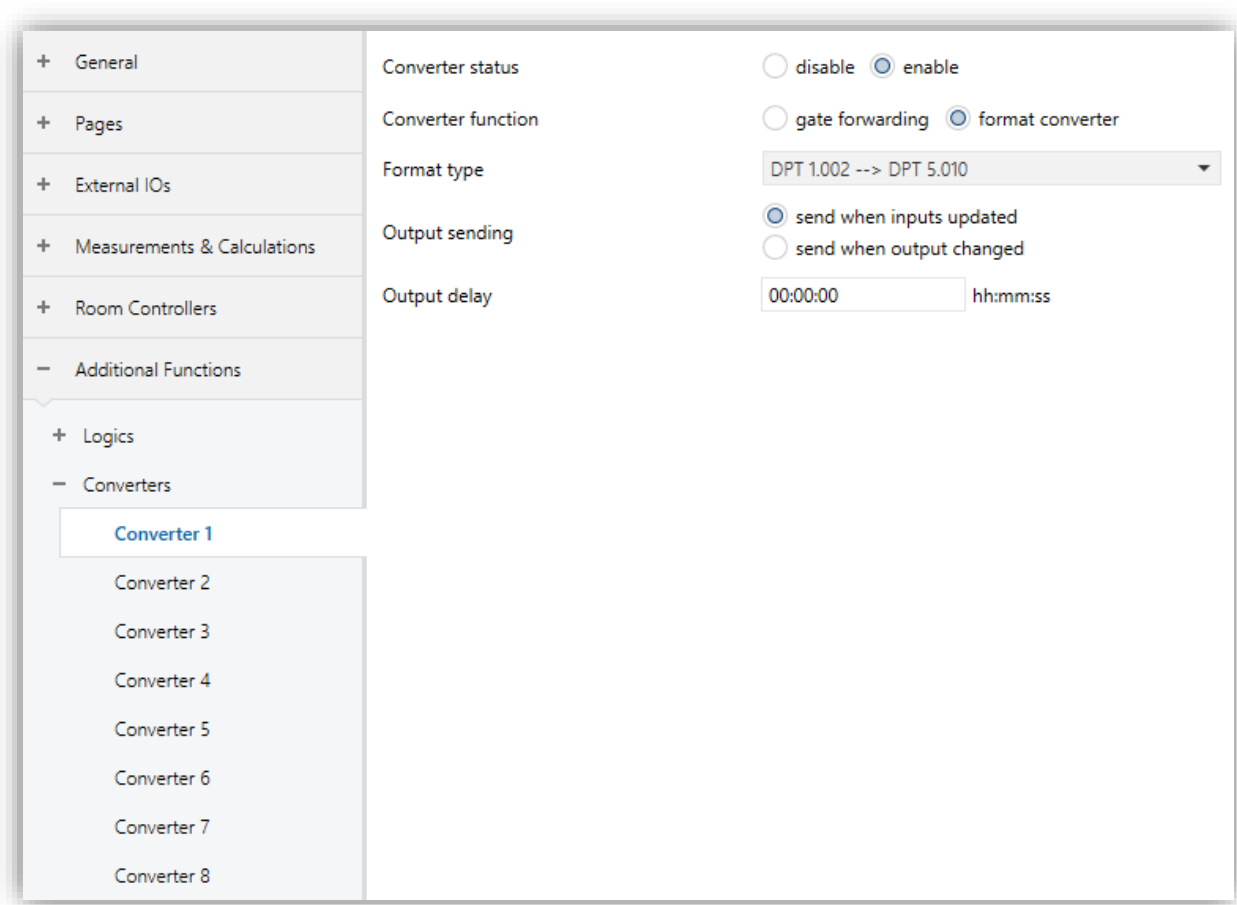 + General
+ Pages
+ External IOs
+ Measurements & Calculations
+ Room Controllers
− Additional Functions
+ Logics
− Converters
Converter 1
Converter 2
Converter 3
Converter 4
Converter 5
Converter 6
Converter 7
Converter 8
Converter status disable enable
Converter function gate forwarding format converter
Format type DPT 1.002 --> DPT 5.010
Output sending send when inputs updated
send when output changed
Output delay 00:00:00 hh:mm:ss